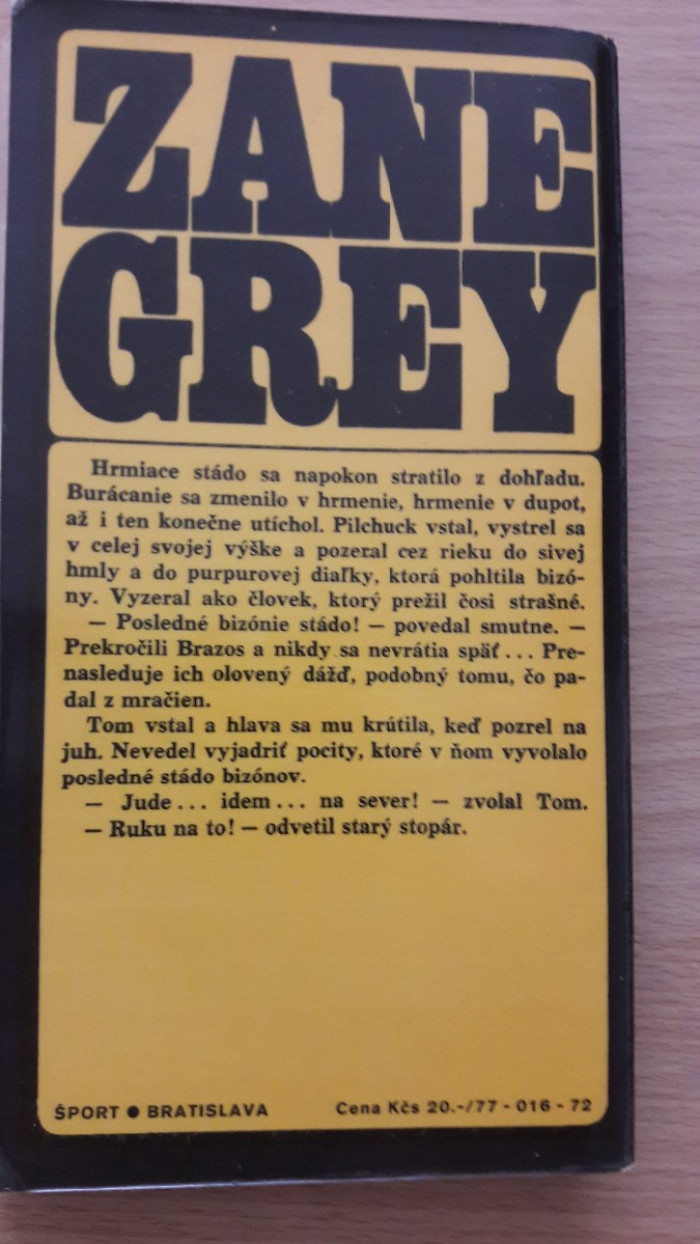 ZANE
GREY
Hrmiace stádo sa napokon stratilo z dohľadu.
Burácanie sa zmenilo v hrmenie, hrmenie v dupot,
až i ten konečne utíchol. Pilchuck vstal, vystrel sa
v celej svojej výške a pozeral cez rieku do sivej
hmly a do purpurovej diaľky, ktorá pohltila bizó-
ny. Vyzeral ako človek, ktorý prežil čosi strašné.
— Posledné bizónie stádo! — povedal smutne. —
Prekročili Brazos a nikdy sa nevrátia späť... Pre-
nasleduje ich olovený dážď, podobný tomu, čo pa-
dal z mračien.
Tom vstal a hlava sa mu krútila, keď pozrel na
juh. Nevedel vyjadriť pocity, ktoré v ňom vyvolalo
posledné stádo bizónov.
— Jude... idem... na sever! — zvolal Tom.
— Ruku na to! — odvetil starý stopár.
ŠPORT ● BRATISLAVA Cena Kčs 20.-/77 - 016 - 72